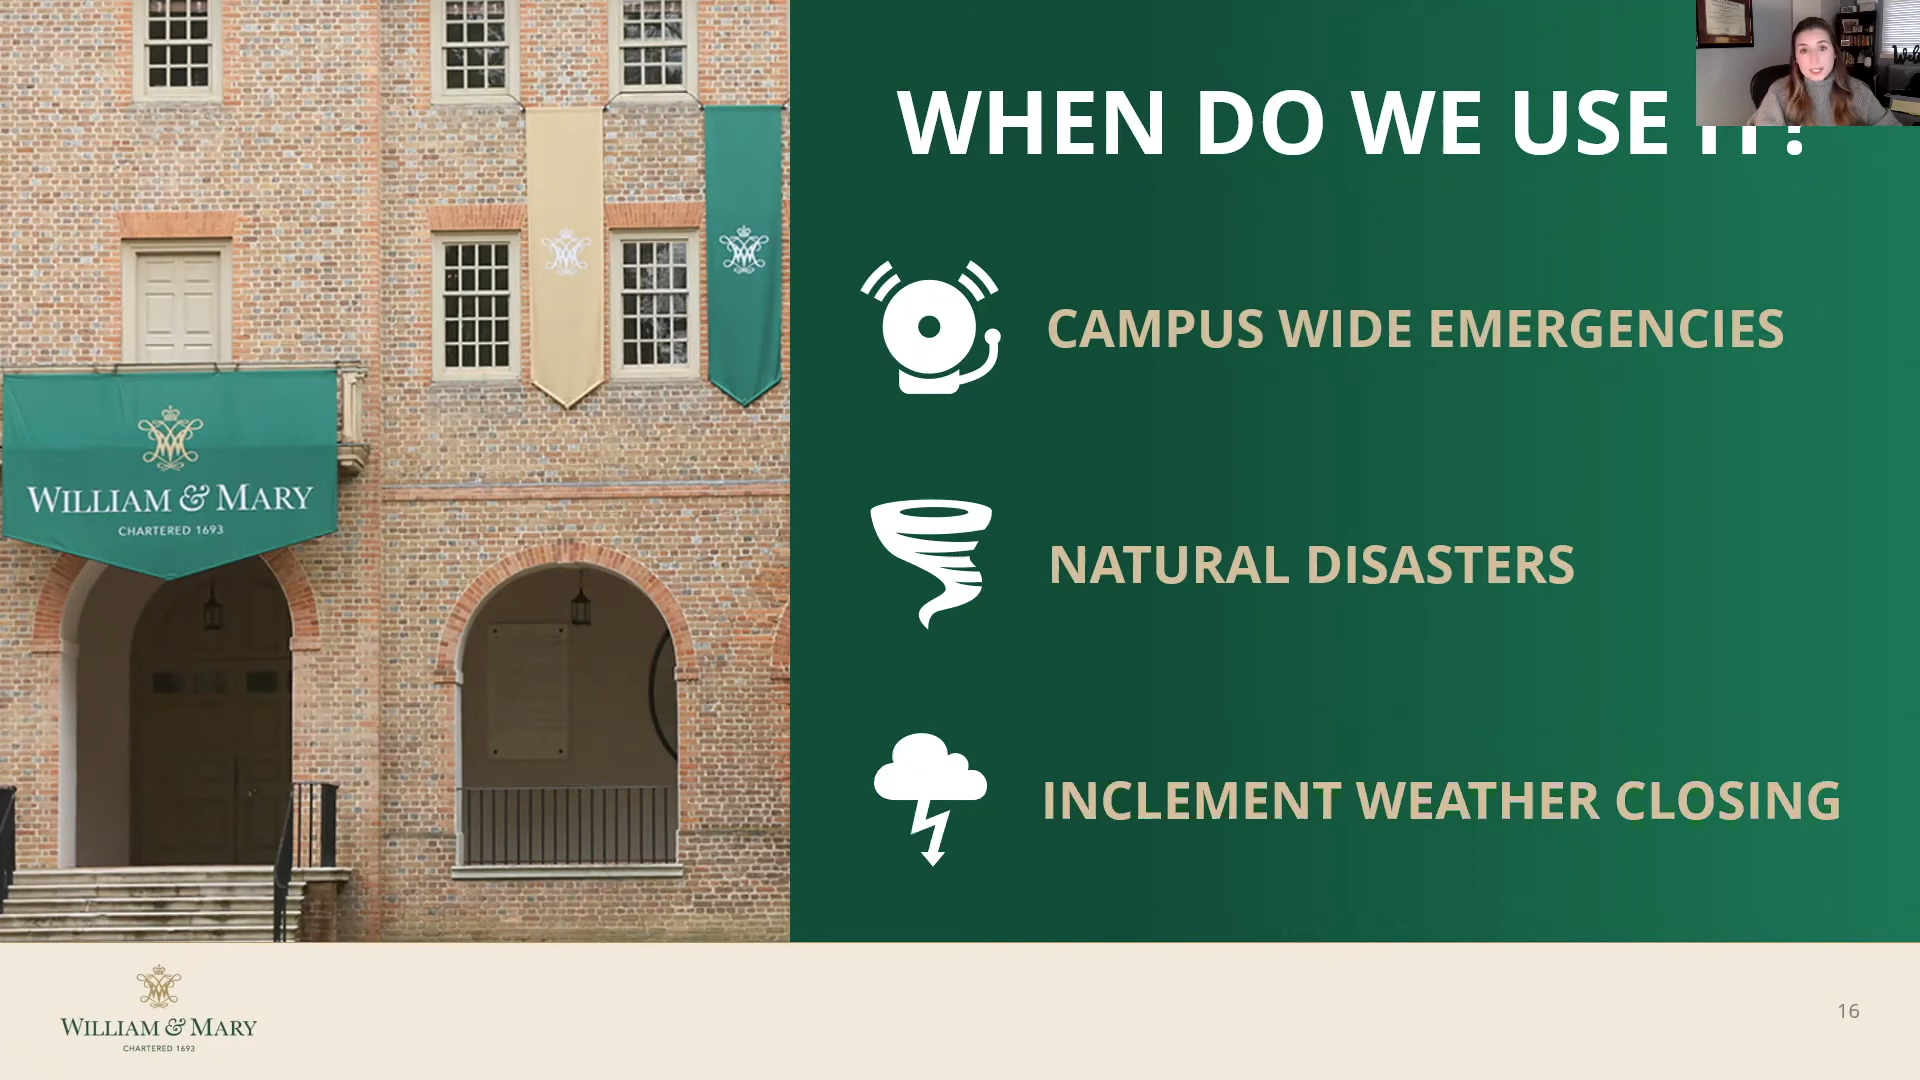 WHEN DO WE USE IT?
CAMPUS WIDE EMERGENCIES
NATURAL DISASTERS
INCLEMENT WEATHER CLOSING
WILLIAM & MARY
CHARTERED 1693
WILLIAM & MARY
CHARTERED 1693
16